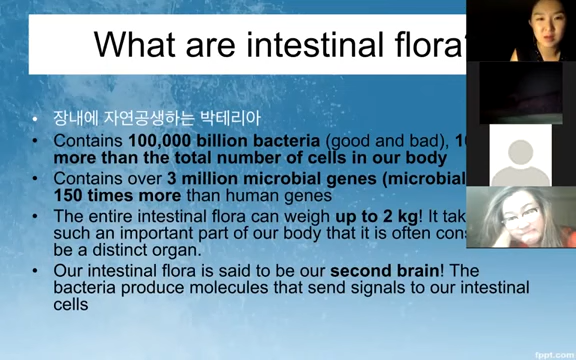 What are intestinal flora?
• 장내에 자연공생하는 박테리아
• Contains 100,000 billion bacteria (good and bad),
more than the total number of cells in our body
• Contains over 3 million microbial genes (microbial
150 times more than human genes
• The entire intestinal flora can weigh up to 2 kg! It
such an important part of our body that it is often
be a distinct organ.
• Our intestinal flora is said to be our second brain! The
bacteria produce molecules that send signals to our intestinal
cells
fppt.com